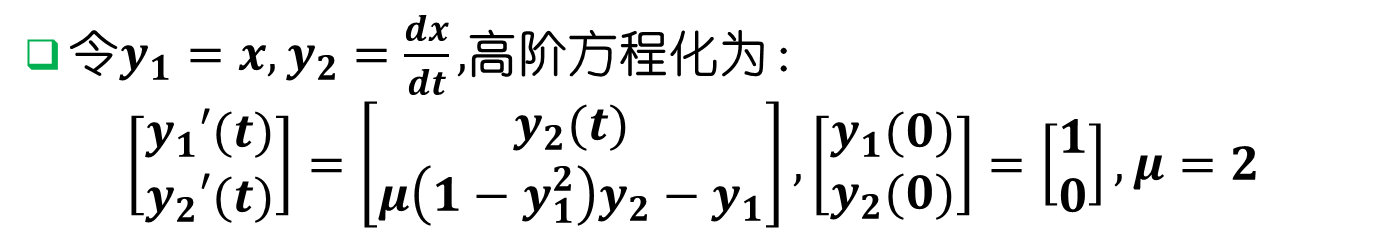 令y₁ = x, y₂ = dx/dt,高阶方程化为:
[y₁′(t) y₂′(t)] = [y₂(t) μ(1 − y₁²)y₂ − y₁], [y₁(0) y₂(0)] = [1 0], μ = 2